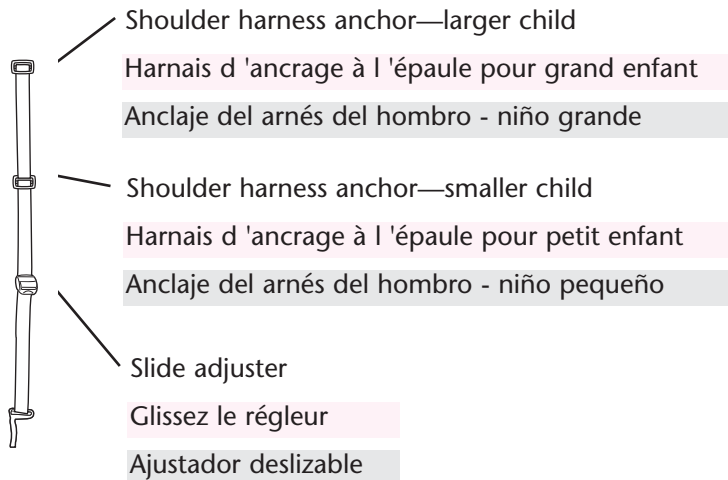 Shoulder harness anchor—larger child
Harnais d 'ancrage à l 'épaule pour grand enfant
Anclaje del arnés del hombro - niño grande
Shoulder harness anchor—smaller child
Harnais d 'ancrage à l 'épaule pour petit enfant
Anclaje del arnés del hombro - niño pequeño
Slide adjuster
Glissez le régleur
Ajustador deslizable